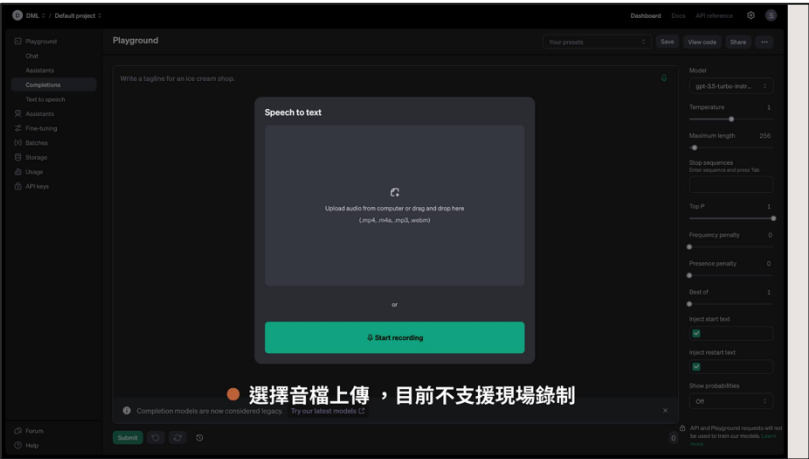 D DML / Default project
Dashboard Docs API reference
Playground
Your presets
Save
View code
Share
Playground
Chat
Assistants
Completions
Text to speech
Assistants
Fine-tuning
Batches
Storage
Usage
API keys
Forum
Help
Write a tagline for an ice cream shop.
Speech to text
Upload audio from computer or drag and drop here
(.mp4, .m4a, .mp3, .webm)
or
Start recording
選擇音檔上傳，目前不支援現場錄制
Completion models are now considered legacy. Try our latest models
Submit
0
Model
gpt-3.5-turbo-instr...
Temperature 1
Maximum length 256
Stop sequences
Enter sequence and press Tab
Top P 1
Frequency penalty 0
Presence penalty 0
Best of 1
Inject start text
Inject restart text
Show probabilities
Off
API and Playground requests will not
be used to train our models. Learn
more